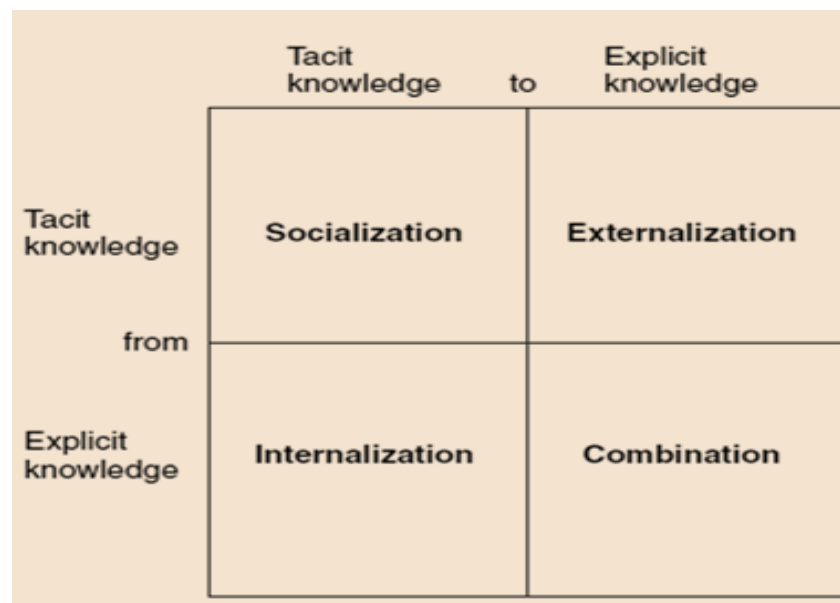 Tacit knowledge
to
Explicit knowledge
Tacit knowledge
Socialization
Externalization
from
Explicit knowledge
Internalization
Combination